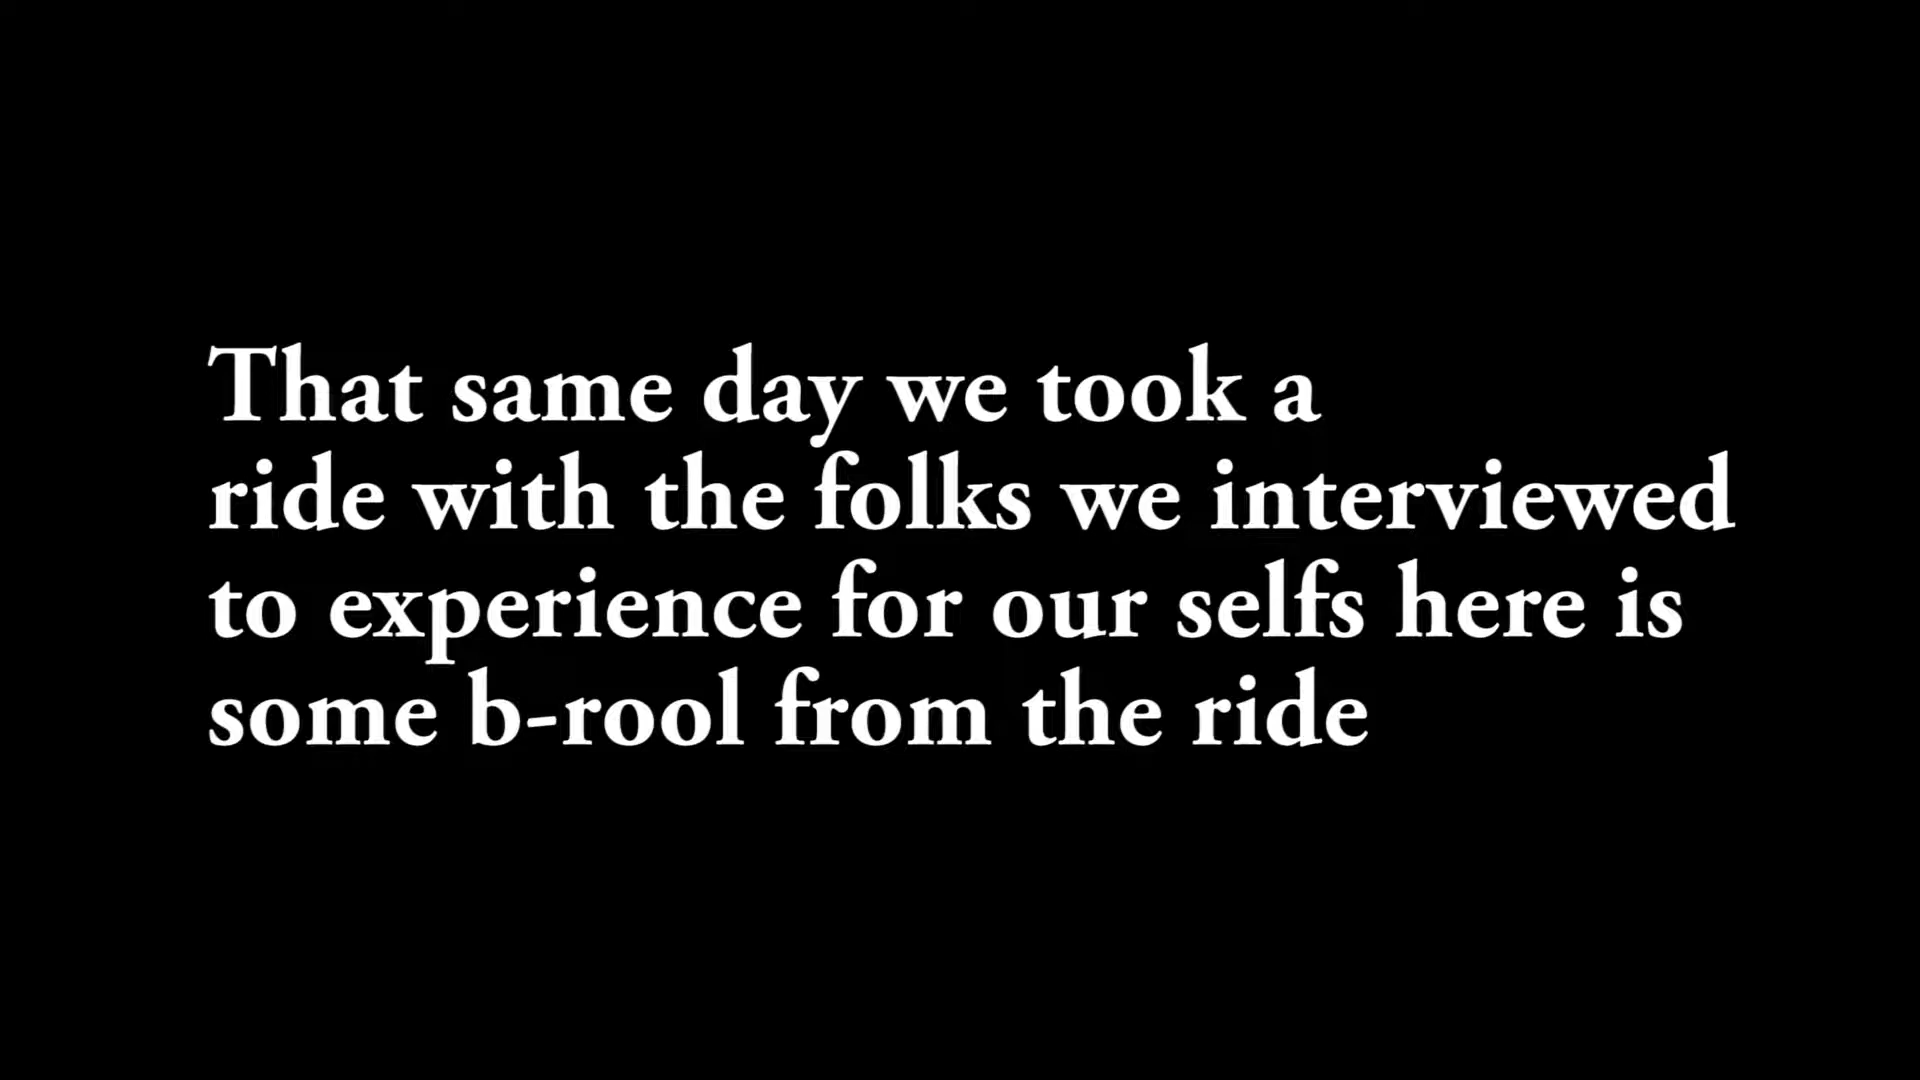 That same day we took a
ride with the folks we interviewed
to experience for our selfs here is
some b-rool from the ride